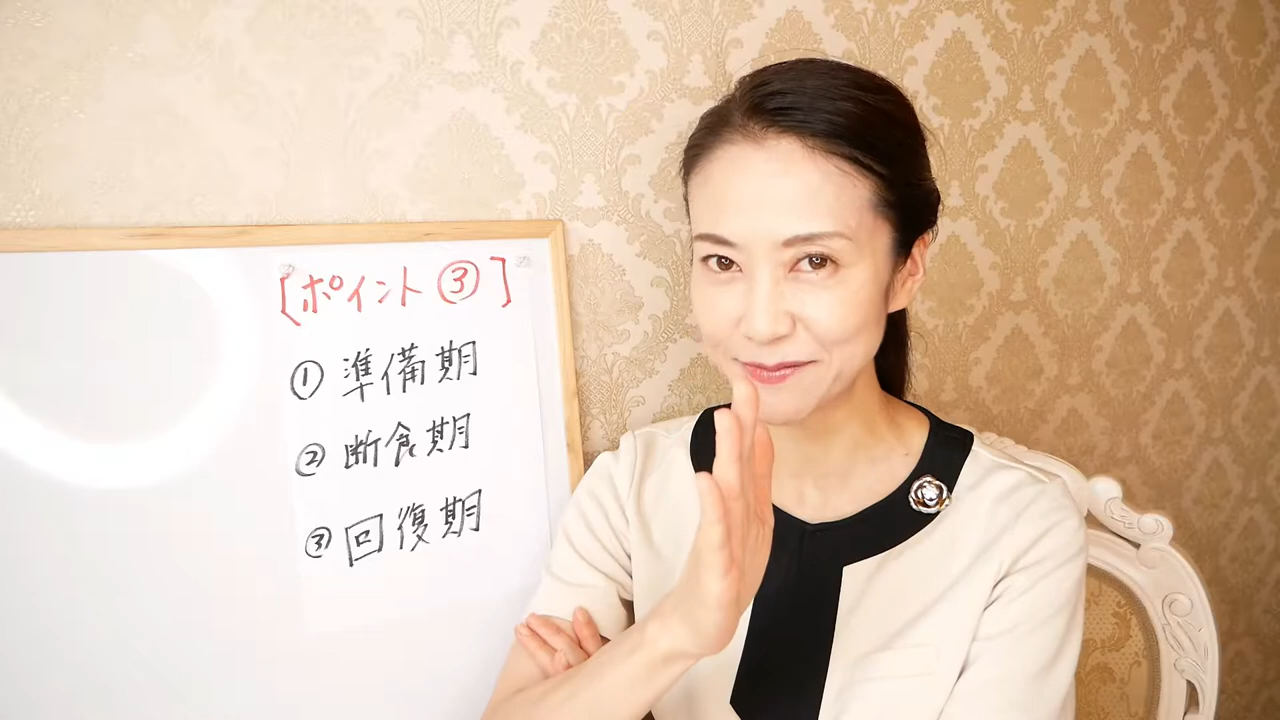 [ポイント③]
① 準備期
② 断食期
③ 回復期